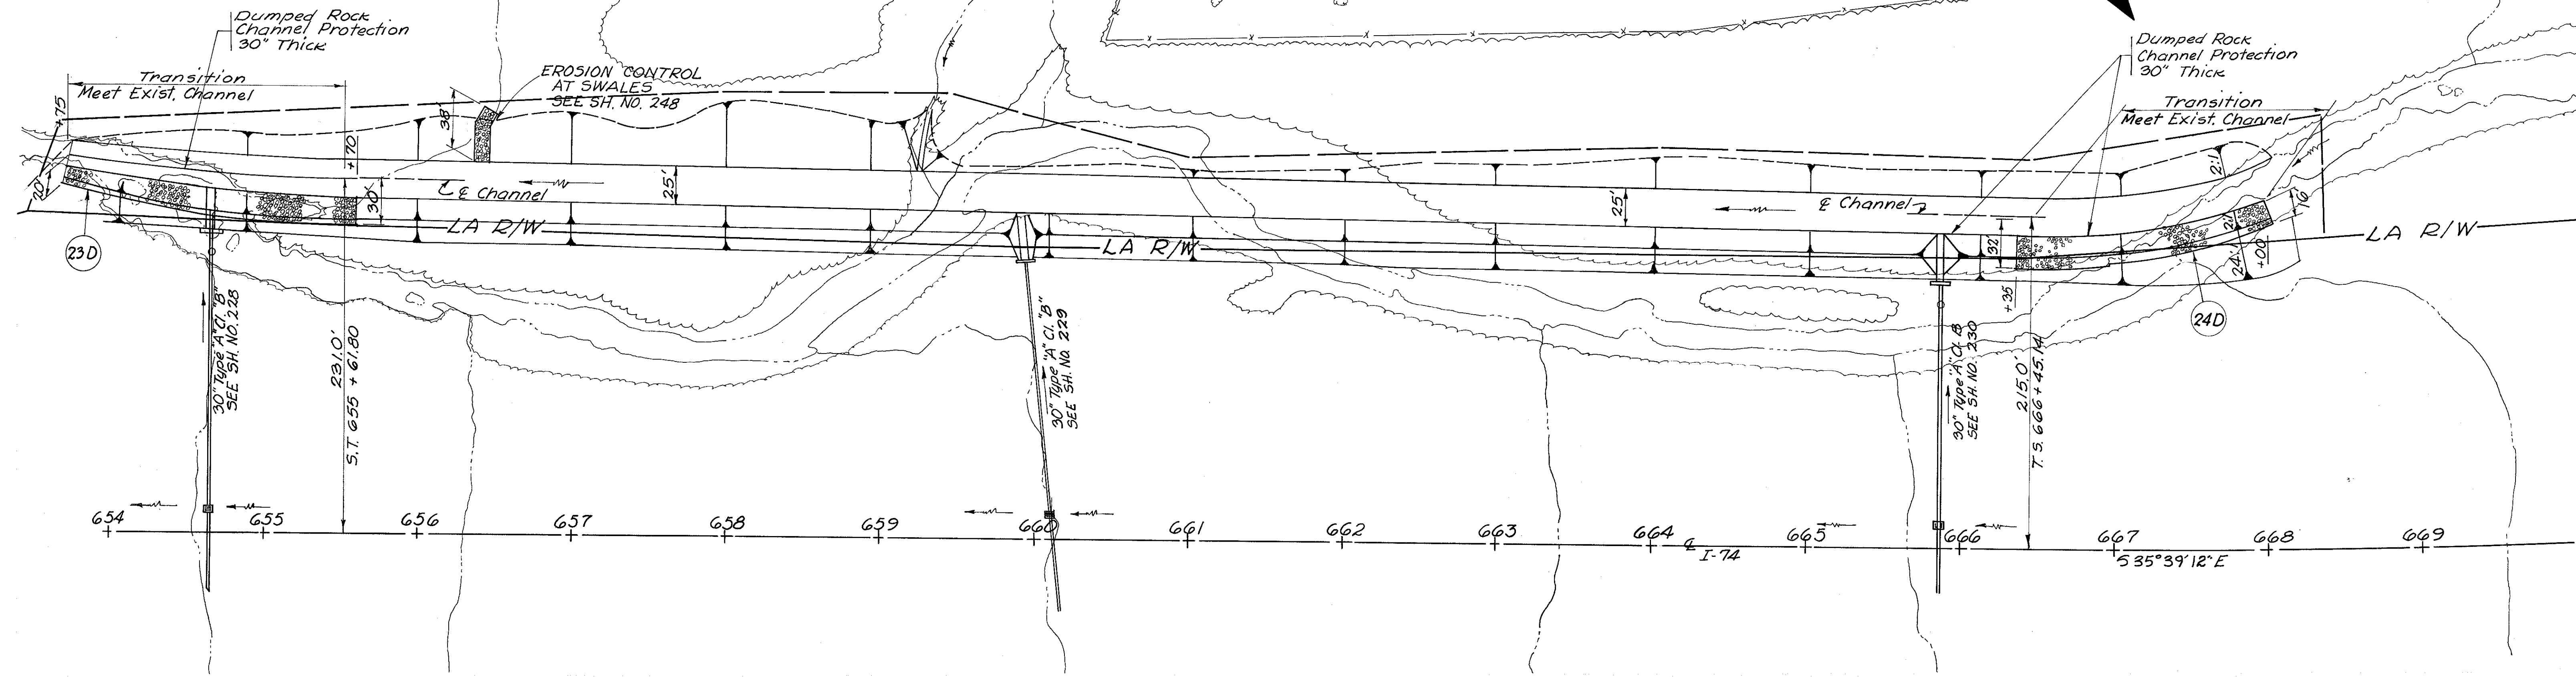 Dumped Rock
Channel Protection
30" Thick
Transition
Meet Exist. Channel
+75
20'
23D
38'
EROSION CONTROL
AT SWALES
SEE SH. NO. 248
+70
30'
℄ Channel
25'
LA R/W
LA R/W
25'
℄ Channel
Dumped Rock
Channel Protection
30" Thick
Transition
Meet Exist. Channel
2:1
16'
2:1
24:1
+00
32'
+35
24D
LA R/W
30" Type "A" Cl. "B"
SEE SH. NO. 228
231.0'
S.T. 655 + 61.80
30" Type "A" Cl. "B"
SEE SH. NO. 229
30" Type "A" Cl. B
SEE SH. NO. 230
215.0'
T.S. 666 + 45.14
654
655
656
657
658
659
660
661
662
663
664
℄
I-74
665
666
667
S 35° 39' 12" E
668
669